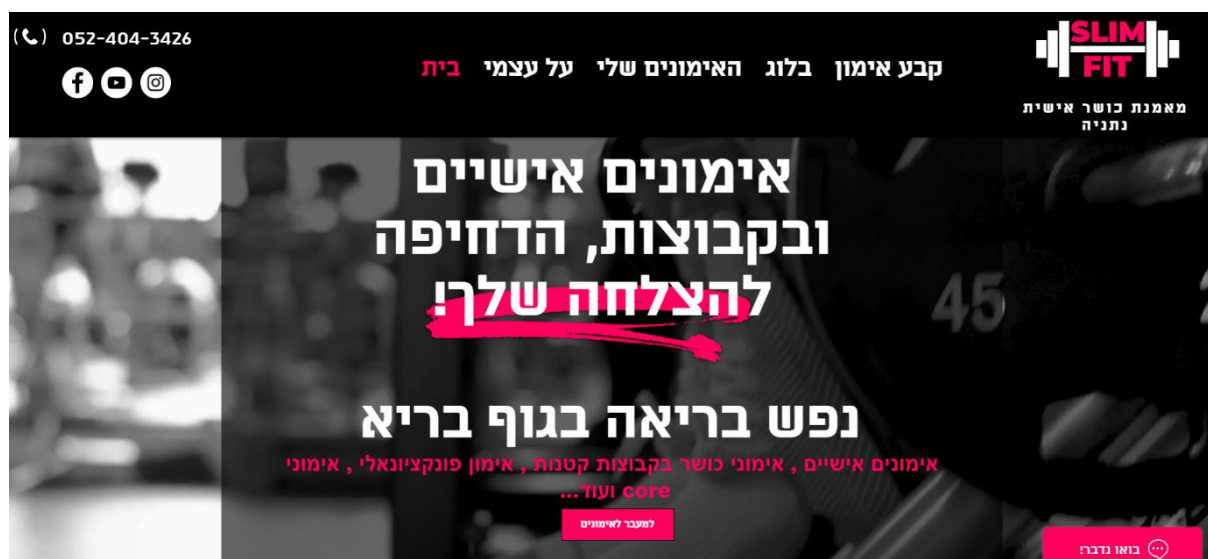 SLIM
FIT
מאמנת כושר אישית
נתניה
קבע אימון בלוג האימונים שלי על עצמי בית
052-404-3426
אימונים אישיים
ובקבוצות, הדחיפה
להצלחה שלך!
45
נפש בריאה בגוף בריא
אימונים אישיים , אימוני כושר בקבוצות קטנות , אימון פונקציונאלי , אימוני
core ועוד...
למעבר לאימונים
בואו נדבר!